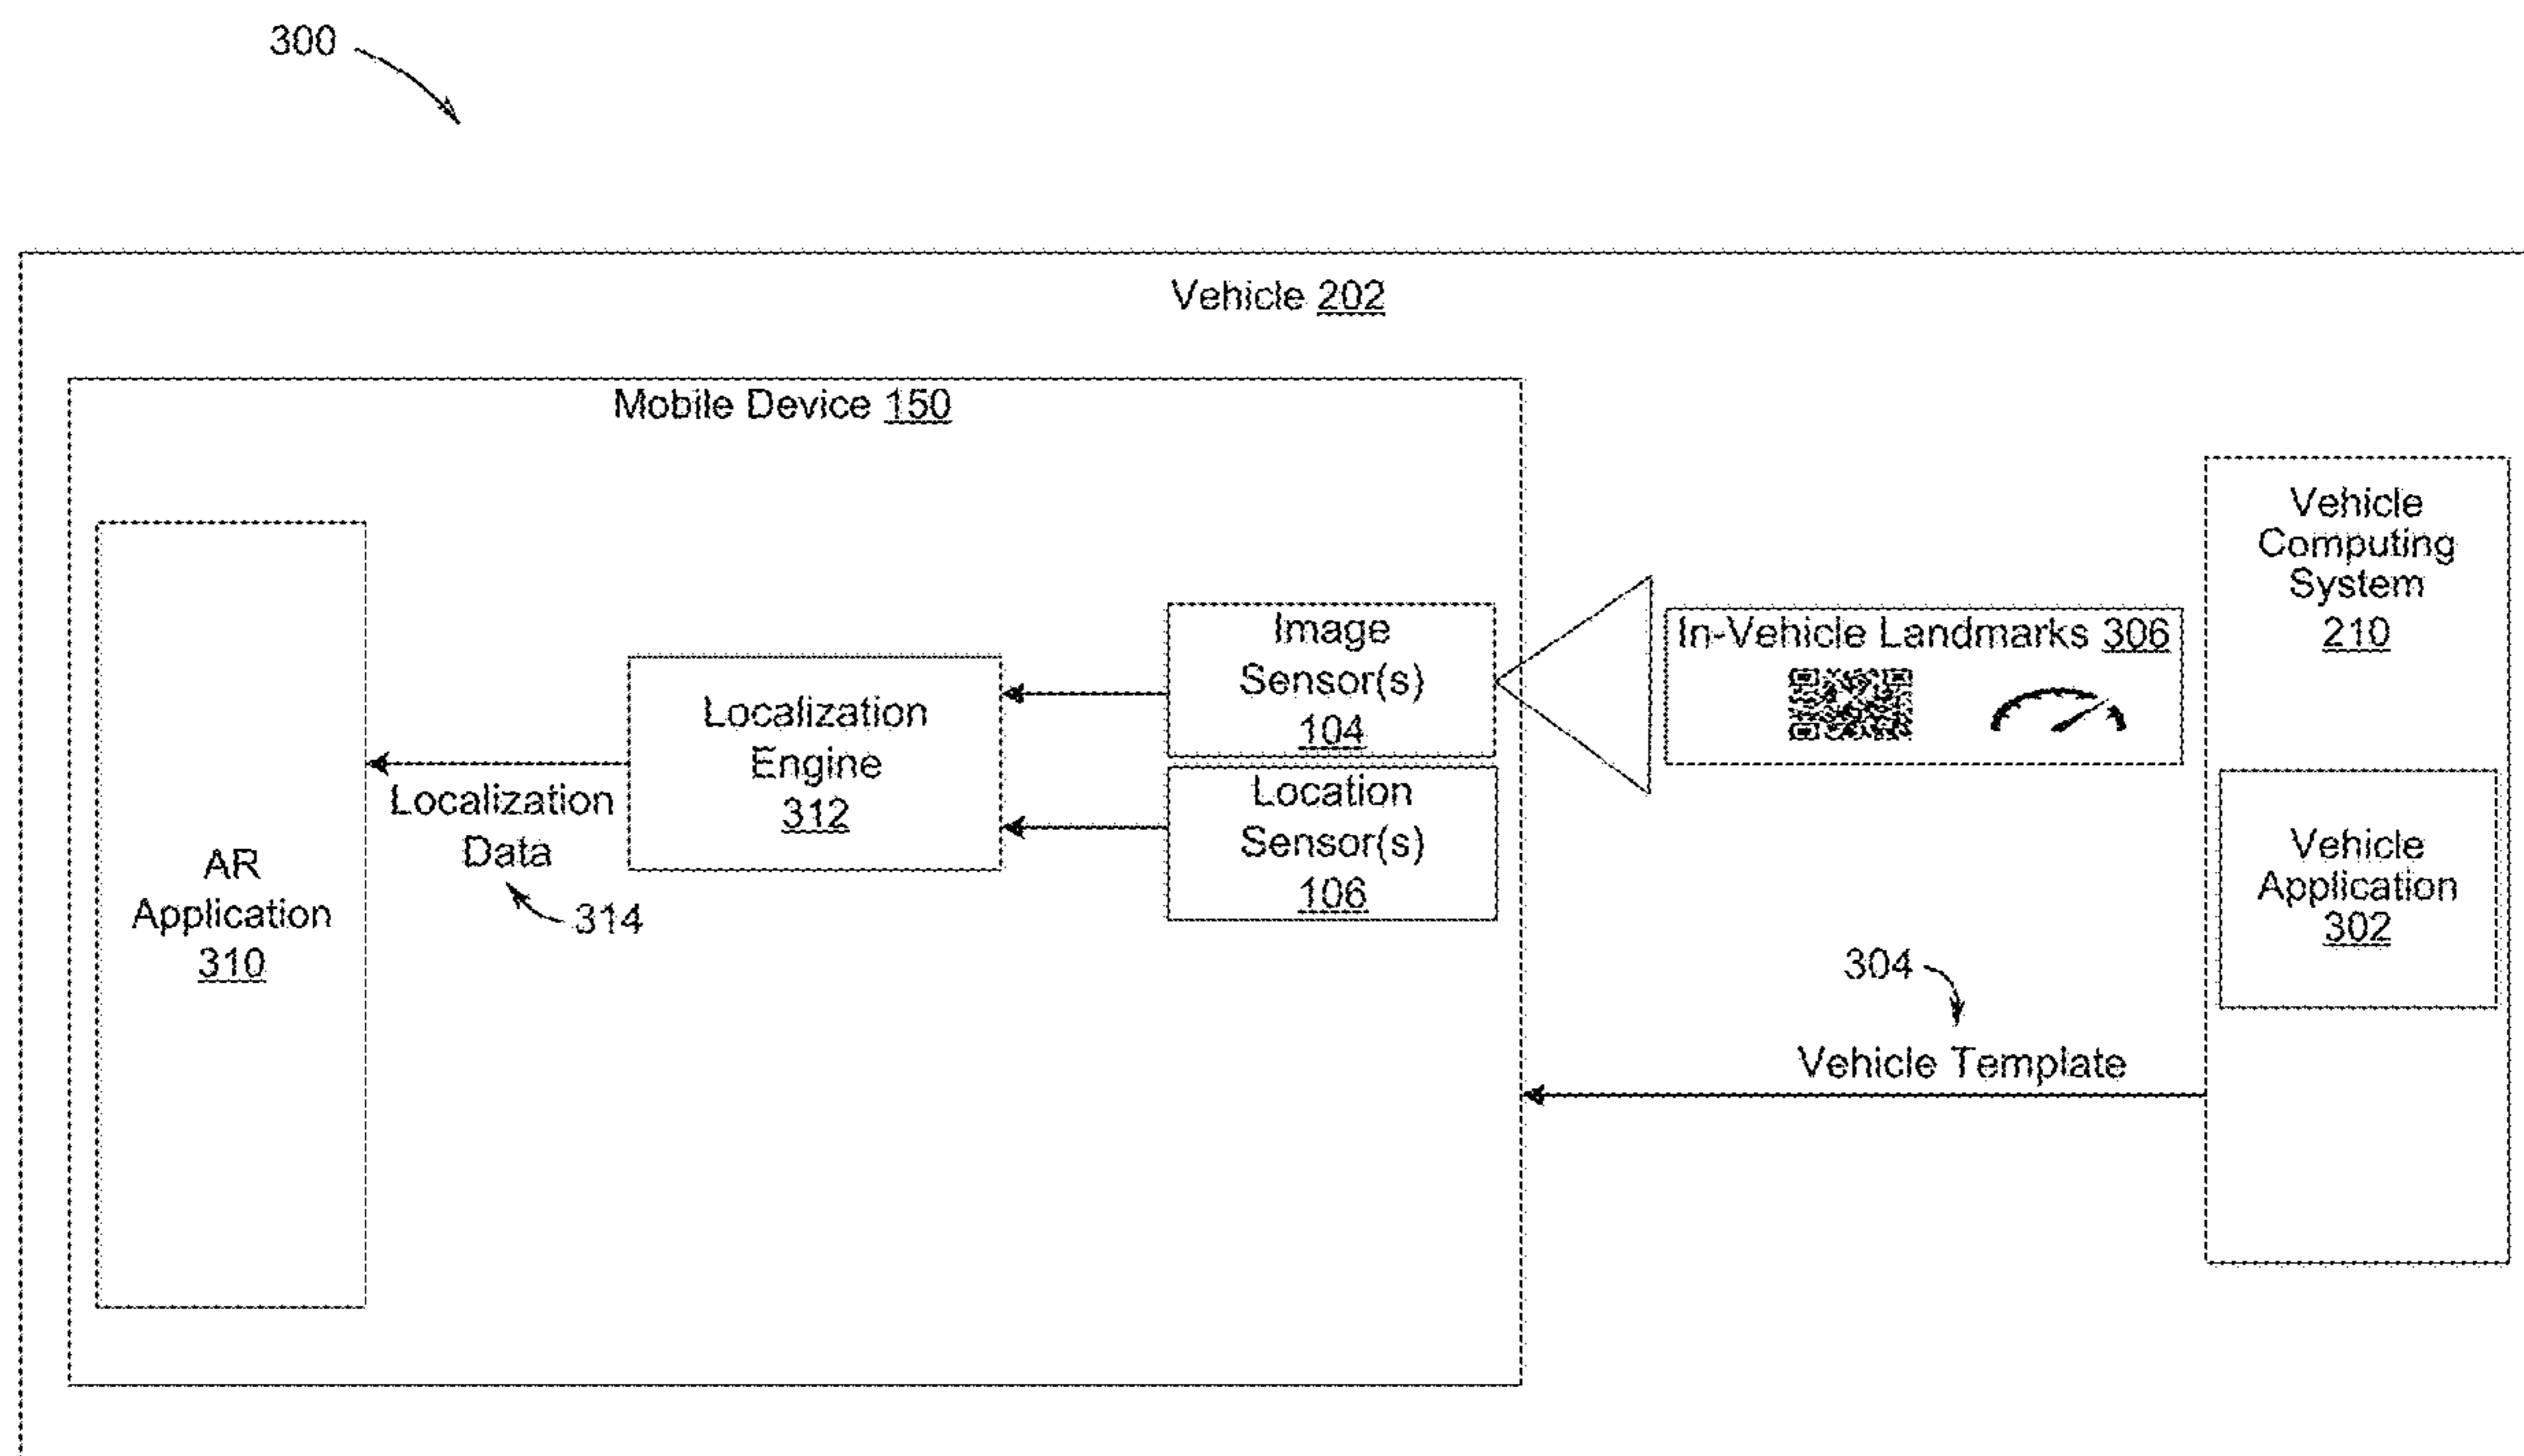 300
Vehicle 202
Mobile Device 150
AR
Application
310
Localization
Data
314
Localization
Engine
312
Image
Sensor(s)
104
Location
Sensor(s)
106
In-Vehicle Landmarks 306
304
Vehicle Template
Vehicle
Computing
System
210
Vehicle
Application
302